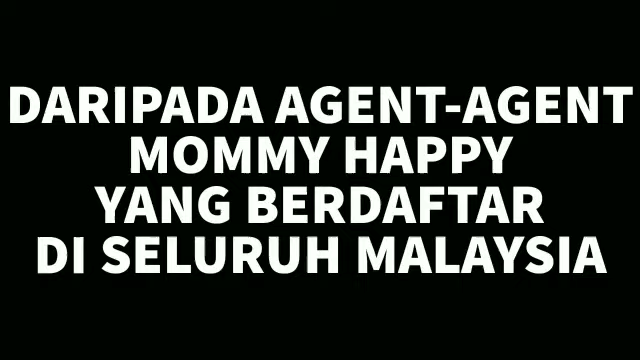 DARIPADA AGENT-AGENT
MOMMY HAPPY
YANG BERDAFTAR
DI SELURUH MALAYSIA